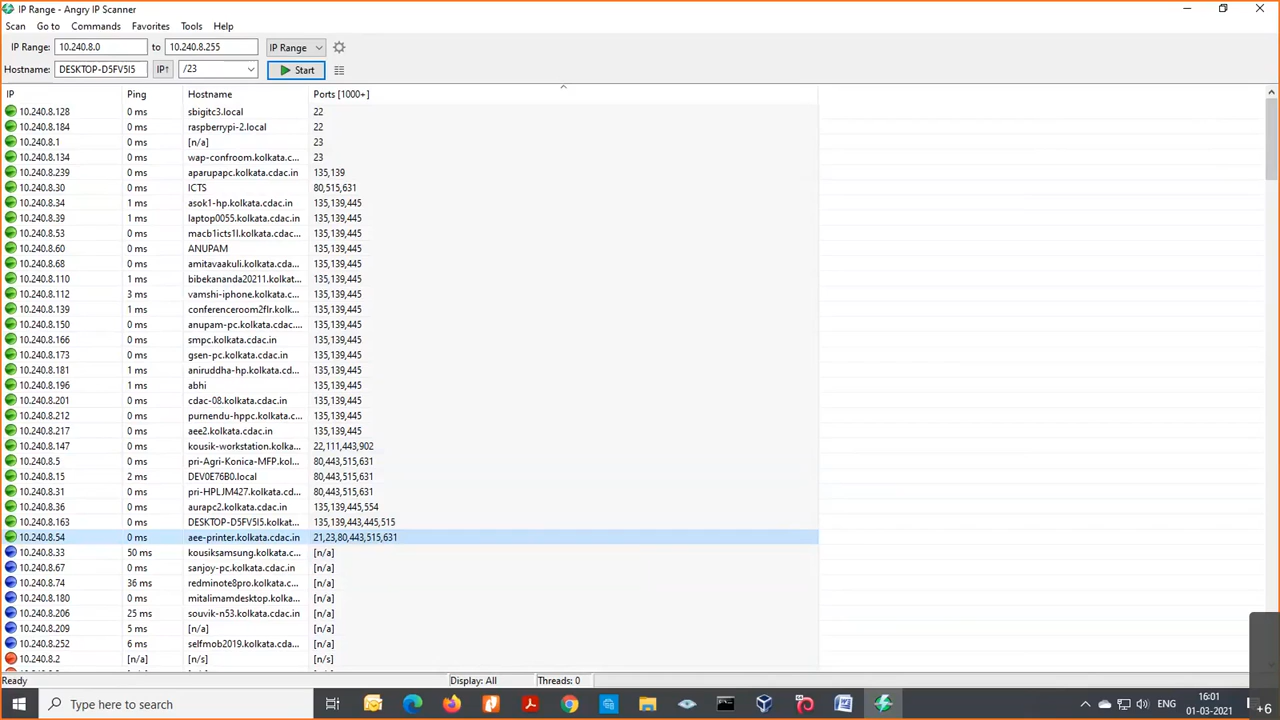 IP Range - Angry IP Scanner
Scan Go to Commands Favorites Tools Help
IP Range: 10.240.8.0 to 10.240.8.255 IP Range
Hostname: DESKTOP-D5FV5I5 IP↑ /23 Start
IP Ping Hostname Ports [1000+]
10.240.8.128 0 ms sbigitc3.local 22
10.240.8.184 0 ms raspberrypi-2.local 22
10.240.8.1 0 ms [n/a] 23
10.240.8.134 0 ms wap-confroom.kolkata.c... 23
10.240.8.239 0 ms aparupapc.kolkata.cdac.in 135,139
10.240.8.30 0 ms ICTS 80,515,631
10.240.8.34 1 ms asok1-hp.kolkata.cdac.in 135,139,445
10.240.8.39 1 ms laptop0055.kolkata.cdac.in 135,139,445
10.240.8.53 0 ms macb1icts1l.kolkata.cdac... 135,139,445
10.240.8.60 0 ms ANUPAM 135,139,445
10.240.8.68 0 ms amitavaakuli.kolkata.cda... 135,139,445
10.240.8.110 1 ms bibekananda20211.kolkat... 135,139,445
10.240.8.112 3 ms vamshi-iphone.kolkata.c... 135,139,445
10.240.8.139 1 ms conferenceroom2flr.kolk... 135,139,445
10.240.8.150 0 ms anupam-pc.kolkata.cdac.... 135,139,445
10.240.8.166 0 ms smpc.kolkata.cdac.in 135,139,445
10.240.8.173 0 ms gsen-pc.kolkata.cdac.in 135,139,445
10.240.8.181 1 ms aniruddha-hp.kolkata.cd... 135,139,445
10.240.8.196 1 ms abhi 135,139,445
10.240.8.201 0 ms cdac-08.kolkata.cdac.in 135,139,445
10.240.8.212 0 ms purnendu-hppc.kolkata.c... 135,139,445
10.240.8.217 0 ms aee2.kolkata.cdac.in 135,139,445
10.240.8.147 0 ms kousik-workstation.kolka... 22,111,443,902
10.240.8.5 0 ms pri-Agri-Konica-MFP.kol... 80,443,515,631
10.240.8.15 2 ms DEV0E76B0.local 80,443,515,631
10.240.8.31 1 ms pri-HPLJM427.kolkata.cd... 80,443,515,631
10.240.8.36 0 ms aurapc2.kolkata.cdac.in 135,139,445,554
10.240.8.163 0 ms DESKTOP-D5FV5I5.kolkat... 135,139,443,445,515
10.240.8.54 0 ms aee-printer.kolkata.cdac.in 21,23,80,443,515,631
10.240.8.33 50 ms kousiksamsung.kolkata.c... [n/a]
10.240.8.67 0 ms sanjoy-pc.kolkata.cdac.in [n/a]
10.240.8.74 36 ms redminote8pro.kolkata.c... [n/a]
10.240.8.180 0 ms mitalimamdesktop.kolka... [n/a]
10.240.8.206 25 ms souvik-n53.kolkata.cdac.in [n/a]
10.240.8.209 5 ms [n/a] [n/a]
10.240.8.252 6 ms selfmob2019.kolkata.cda... [n/a]
10.240.8.2 [n/a] [n/s] [n/s]
Ready Display: All Threads: 0
Type here to search ENG 16:01
01-03-2021
+6